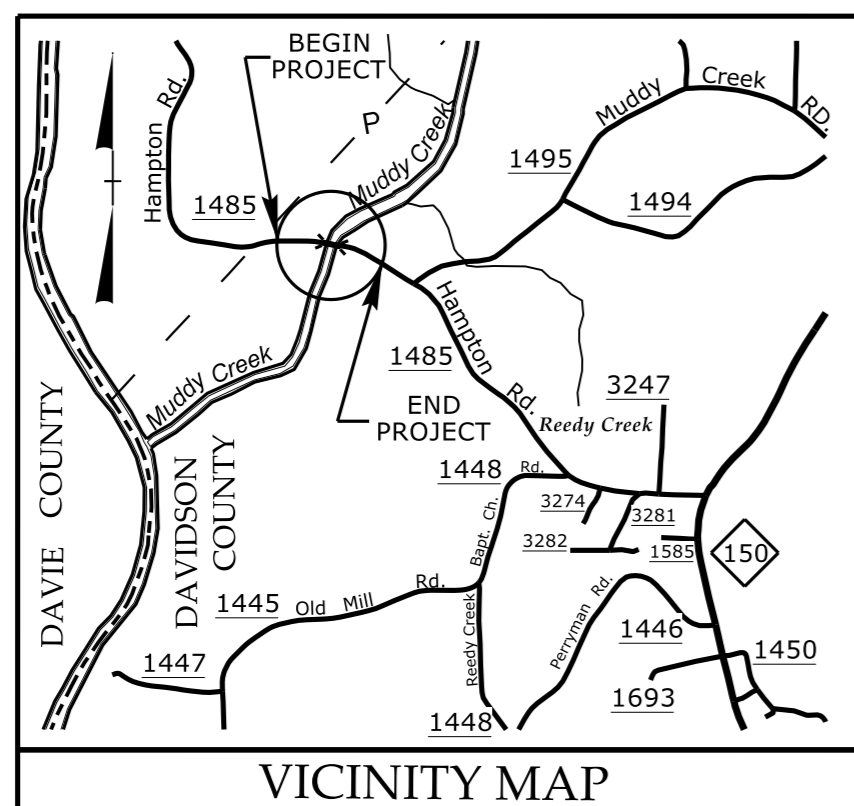 BEGIN
PROJECT
Hampton Rd.
P
Muddy Creek
Muddy Creek RD.
1495
1485
1494
Hampton Rd.
1485
Muddy Creek
3247
END
PROJECT
Reedy Creek
DAVIE COUNTY
DAVIDSON
COUNTY
1448
Rd.
Bapt. Ch.
Reedy Creek
3274
3281
3282
1585
150
1445
Old Mill Rd.
Perryman Rd.
1446
1450
1447
1693
1448
VICINITY MAP